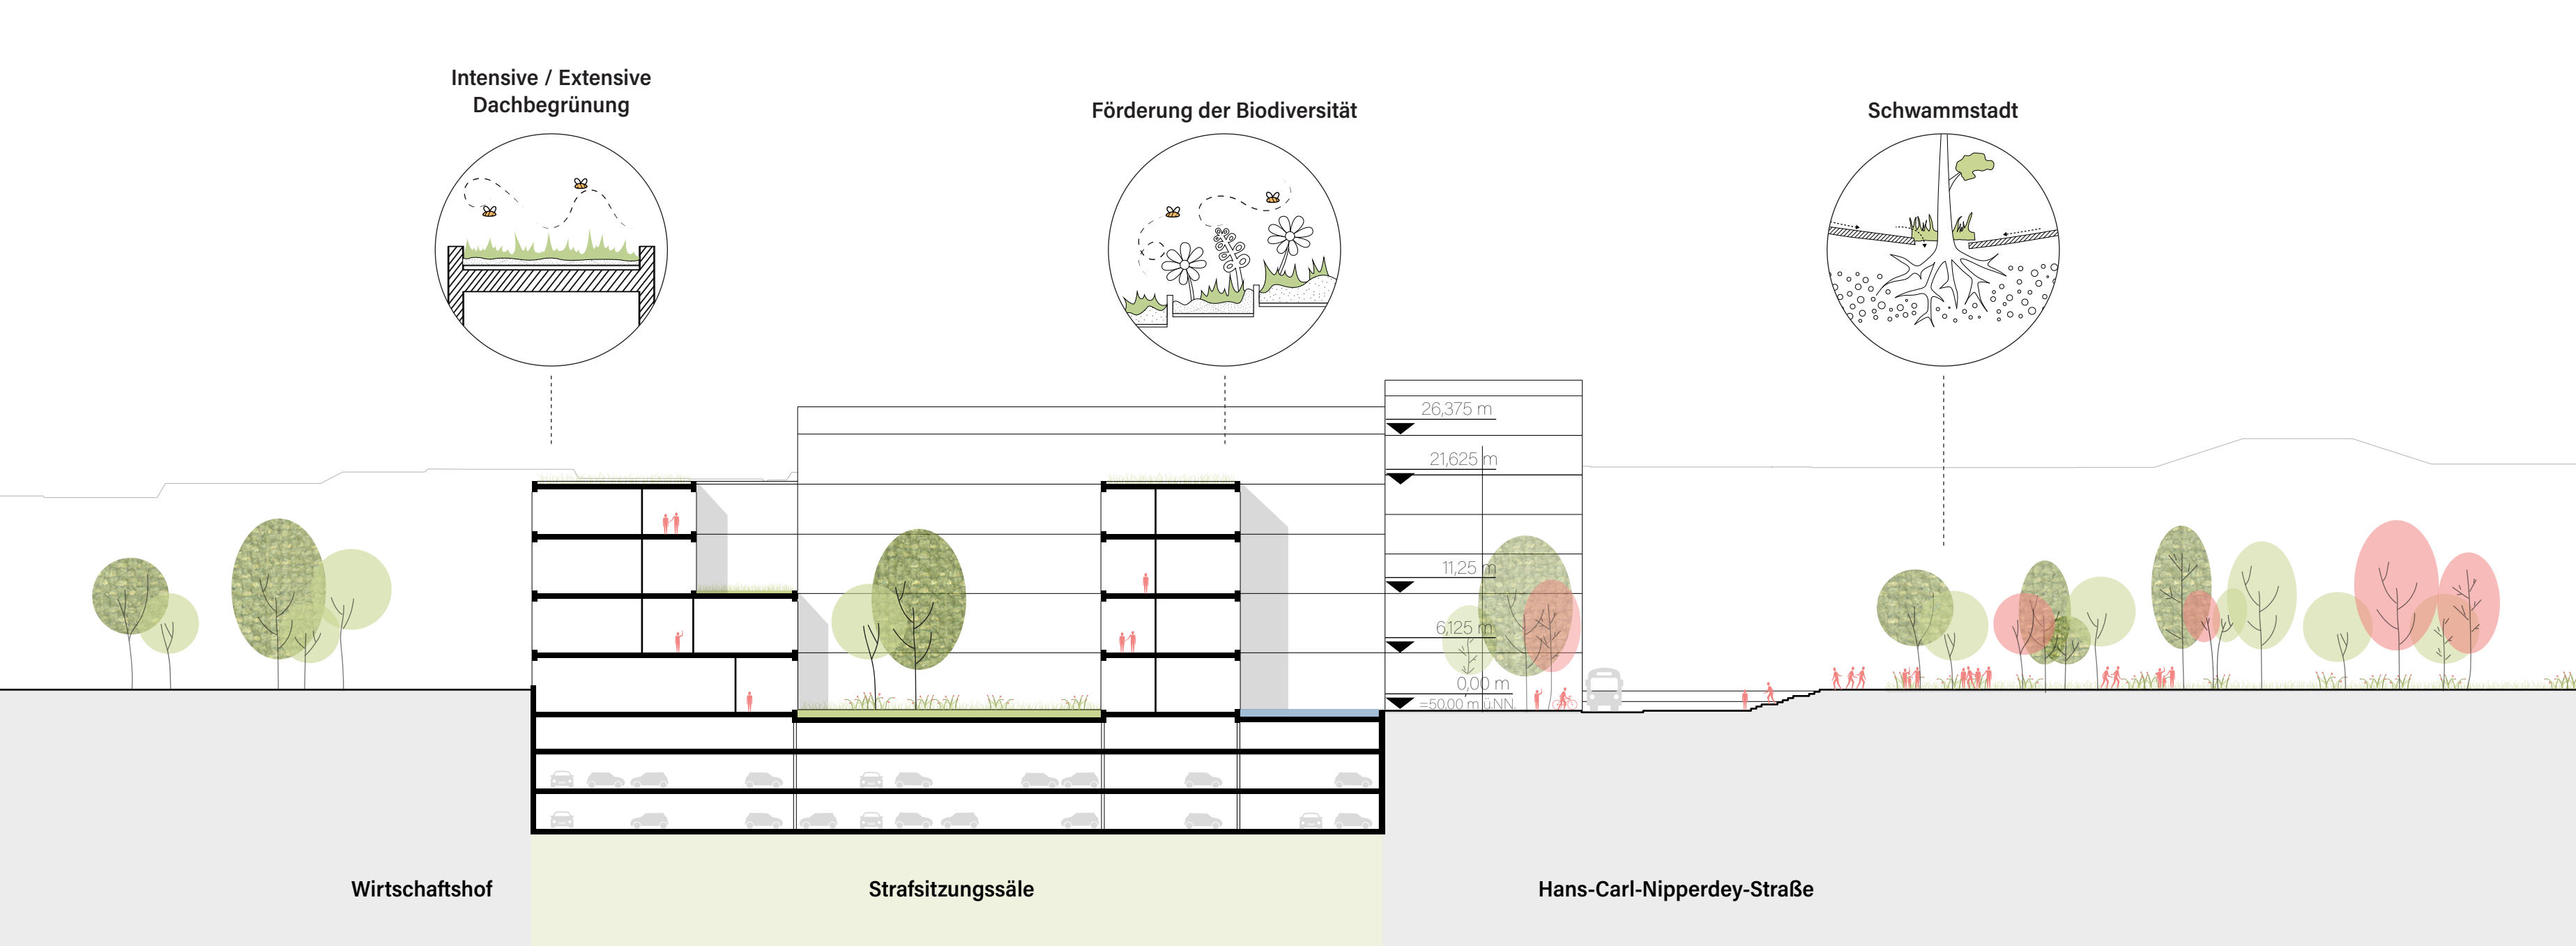 Intensive / Extensive
Dachbegrünung
Förderung der Biodiversität
Schwammstadt
26,375 m
21,625 m
11,25 m
6,125 m
0,00 m
=50,00 m ü.NN.
Wirtschaftshof
Strafsitzungssäle
Hans-Carl-Nipperdey-Straße